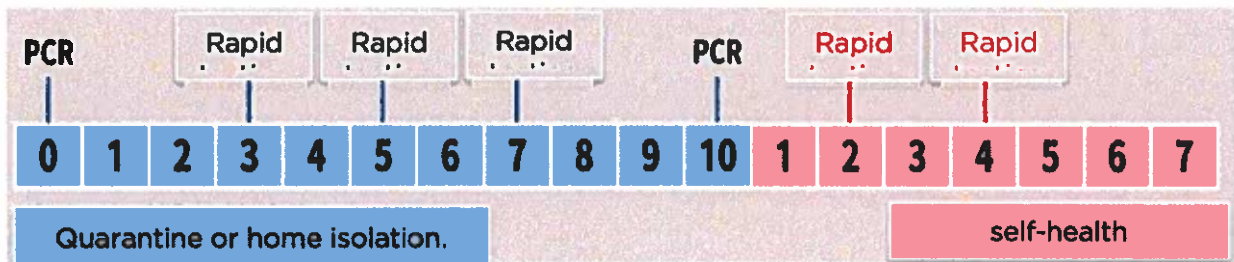 PCR Rapid Rapid Rapid PCR Rapid Rapid
0 1 2 3 4 5 6 7 8 9 10 1 2 3 4 5 6 7
Quarantine or home isolation. self-health